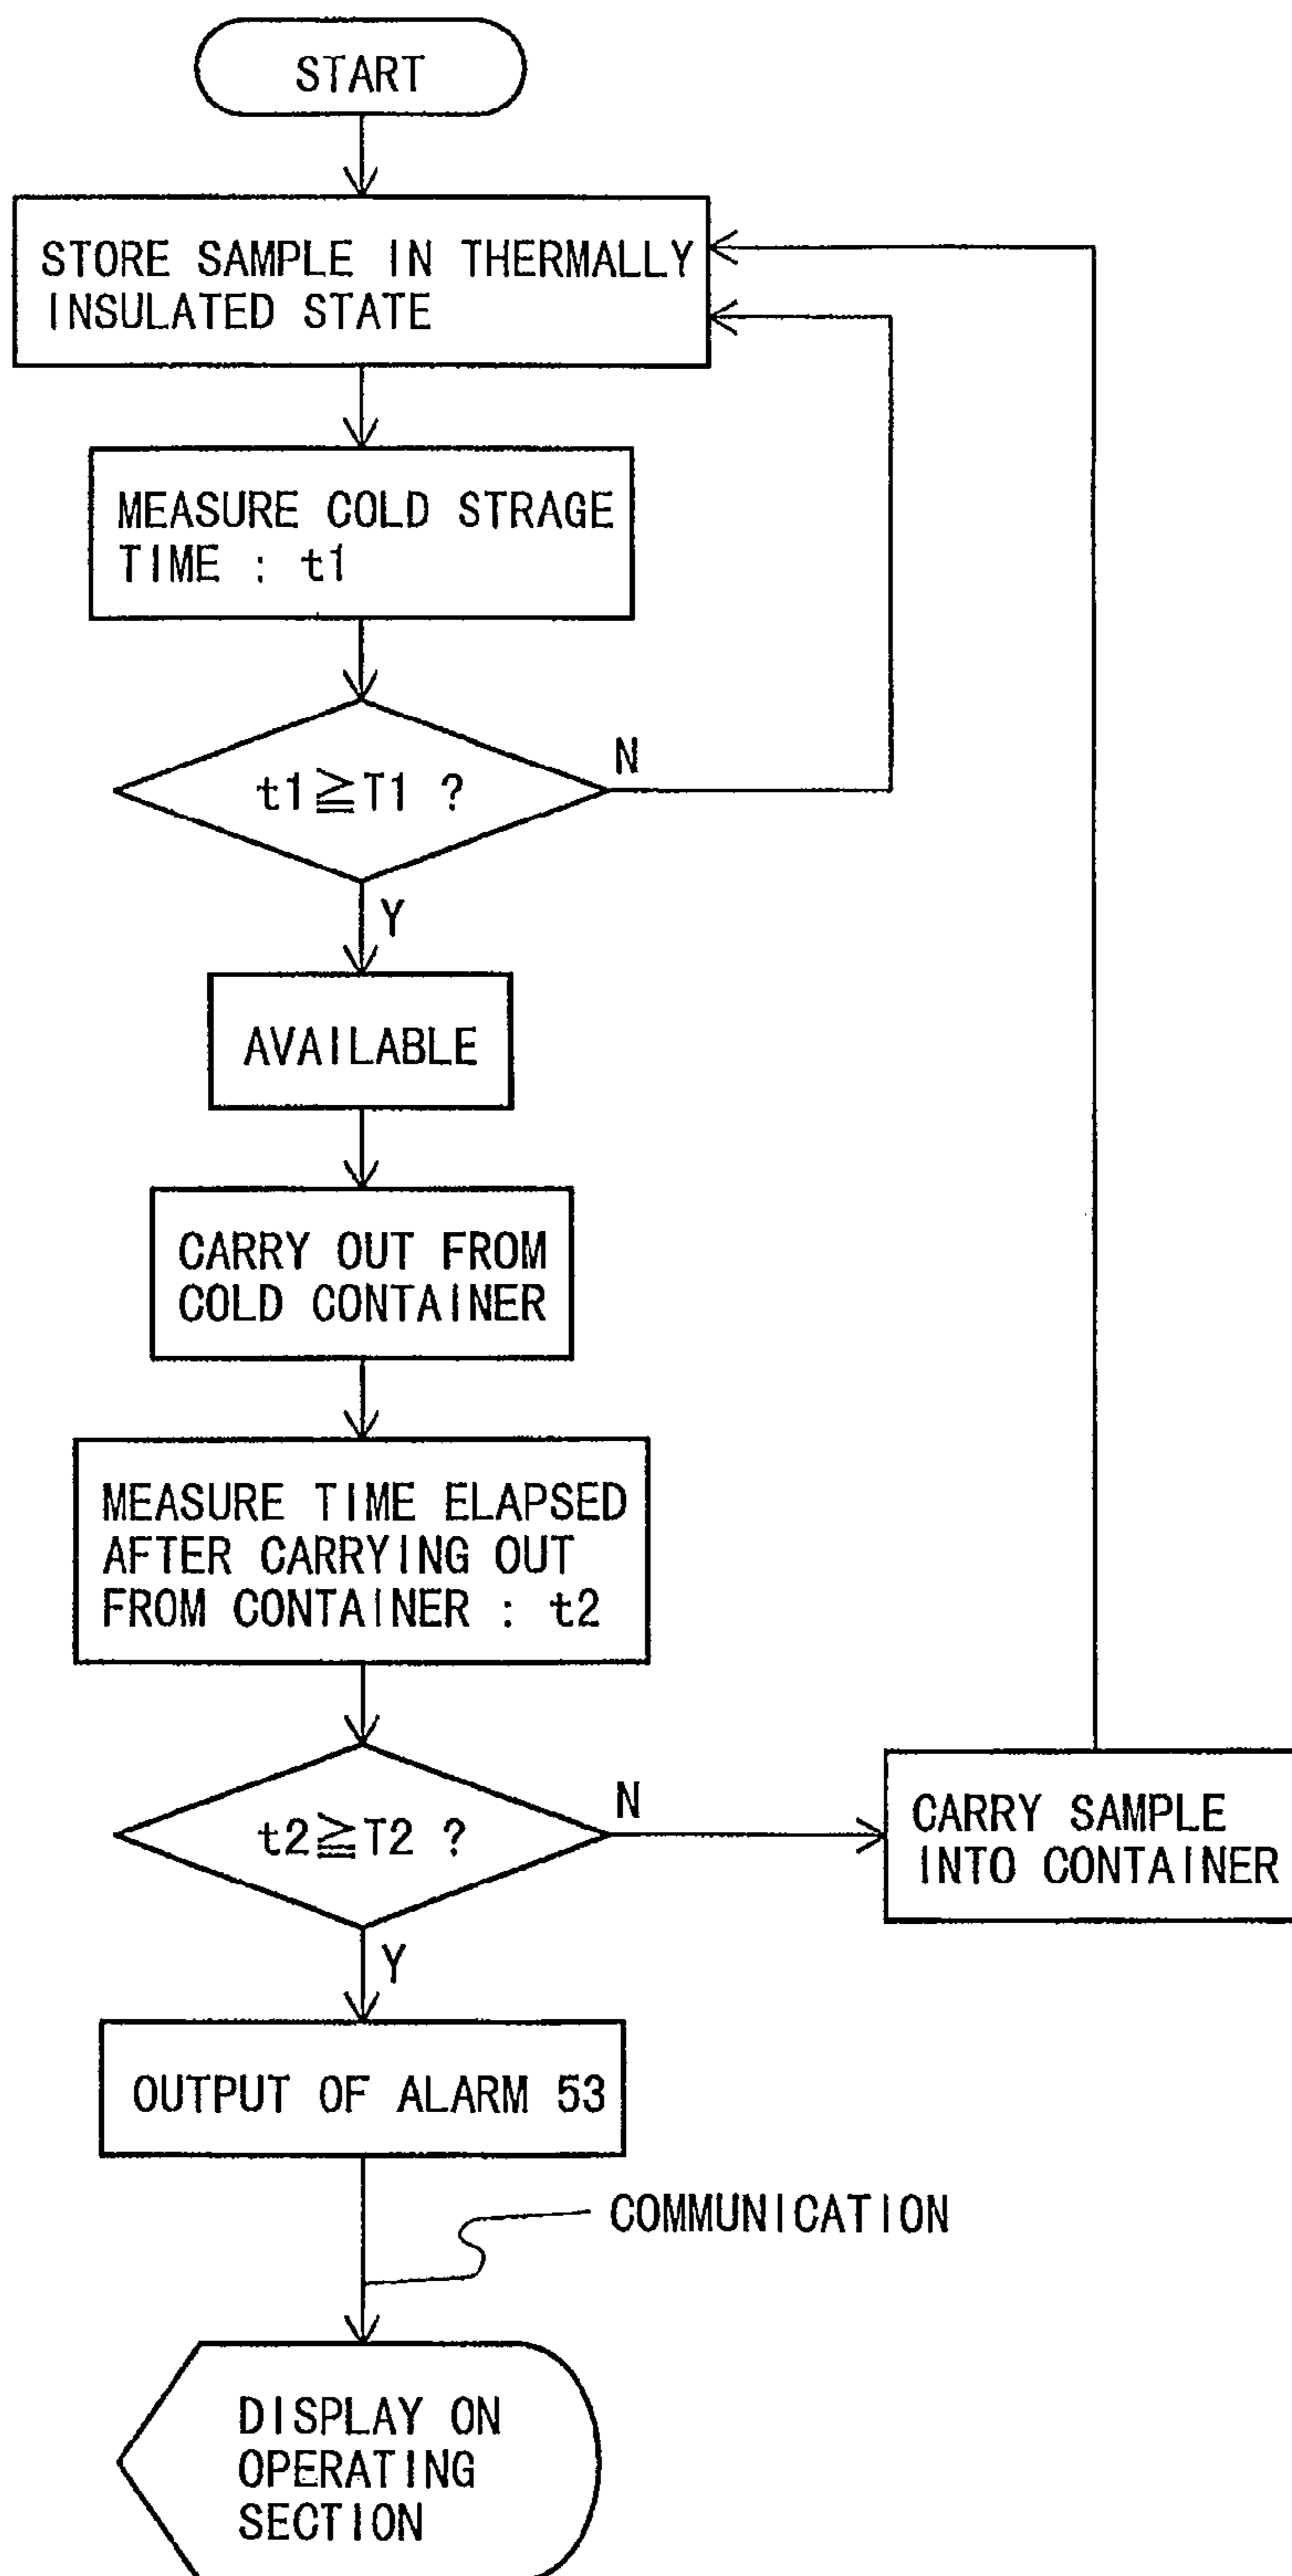 START
STORE SAMPLE IN THERMALLY
INSULATED STATE
MEASURE COLD STRAGE
TIME : t1
t1≧T1 ?
N
Y
AVAILABLE
CARRY OUT FROM
COLD CONTAINER
MEASURE TIME ELAPSED
AFTER CARRYING OUT
FROM CONTAINER : t2
t2≧T2 ?
N
CARRY SAMPLE
INTO CONTAINER
Y
OUTPUT OF ALARM 53
COMMUNICATION
DISPLAY ON
OPERATING
SECTION